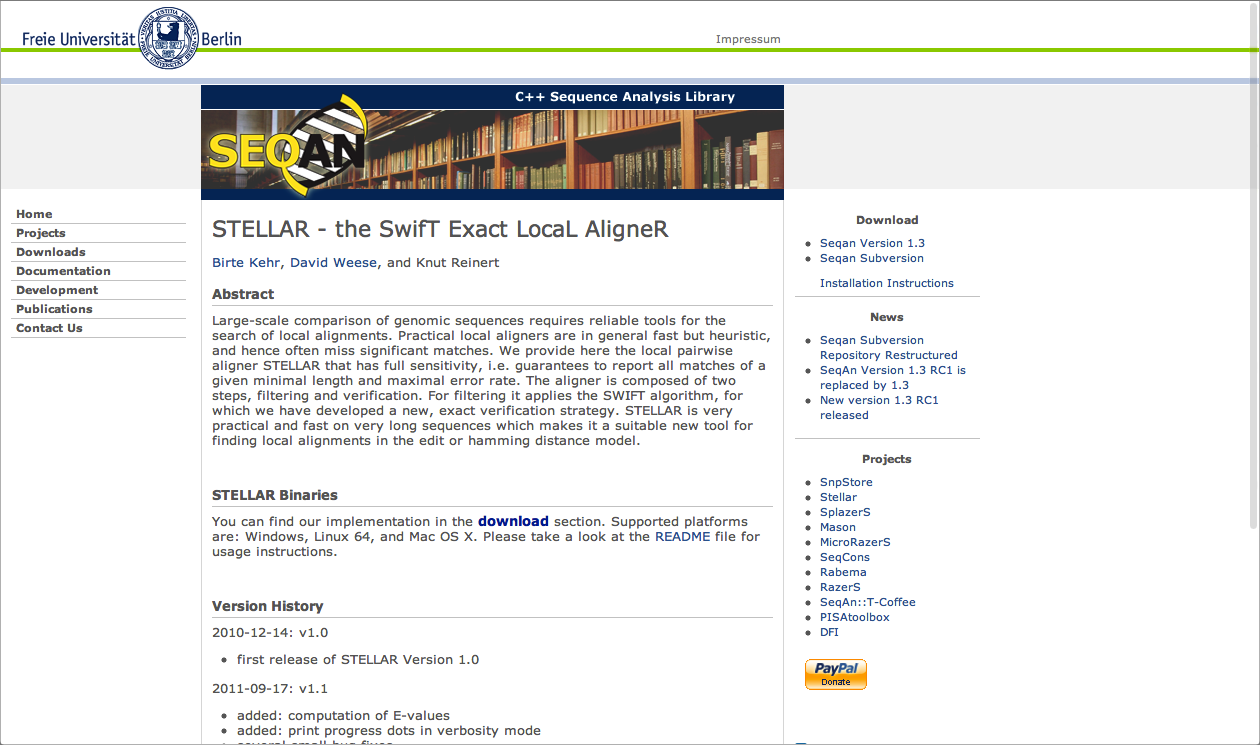 Freie Universität Berlin
Impressum
C++ Sequence Analysis Library
SEQAN
Home
Projects
Downloads
Documentation
Development
Publications
Contact Us
STELLAR - the SwifT Exact LocaL AligneR
Birte Kehr, David Weese, and Knut Reinert
Abstract
Large-scale comparison of genomic sequences requires reliable tools for the
search of local alignments. Practical local aligners are in general fast but heuristic,
and hence often miss significant matches. We provide here the local pairwise
aligner STELLAR that has full sensitivity, i.e. guarantees to report all matches of a
given minimal length and maximal error rate. The aligner is composed of two
steps, filtering and verification. For filtering it applies the SWIFT algorithm, for
which we have developed a new, exact verification strategy. STELLAR is very
practical and fast on very long sequences which makes it a suitable new tool for
finding local alignments in the edit or hamming distance model.
STELLAR Binaries
You can find our implementation in the download section. Supported platforms
are: Windows, Linux 64, and Mac OS X. Please take a look at the README file for
usage instructions.
Version History
2010-12-14: v1.0
first release of STELLAR Version 1.0
2011-09-17: v1.1
added: computation of E-values
added: print progress dots in verbosity mode
several small bug fixes
Download
Seqan Version 1.3
Seqan Subversion
Installation Instructions
News
Seqan Subversion
Repository Restructured
SeqAn Version 1.3 RC1 is
replaced by 1.3
New version 1.3 RC1
released
Projects
SnpStore
Stellar
SplazerS
Mason
MicroRazerS
SeqCons
Rabema
RazerS
SeqAn::T-Coffee
PISAtoolbox
DFI
PayPal
Donate